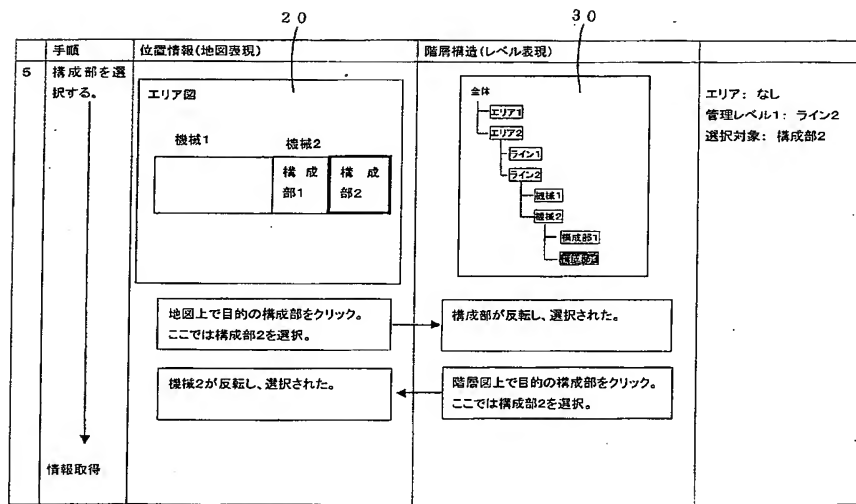 20
30
手順
位置情報(地図表現)
階層構造(レベル表現)
5
構成部を選
択する。
エリア図
機械1
機械2
構 成
部1
構 成
部2
全体
エリア1
エリア2
ライン1
ライン2
機械1
機械2
構成部1
エリア: なし
管理レベル1: ライン2
選択対象: 構成部2
地図上で目的の構成部をクリック。
ここでは構成部2を選択。
構成部が反転し、選択された。
機械2が反転し、選択された。
階層図上で目的の構成部をクリック。
ここでは構成部2を選択。
情報取得